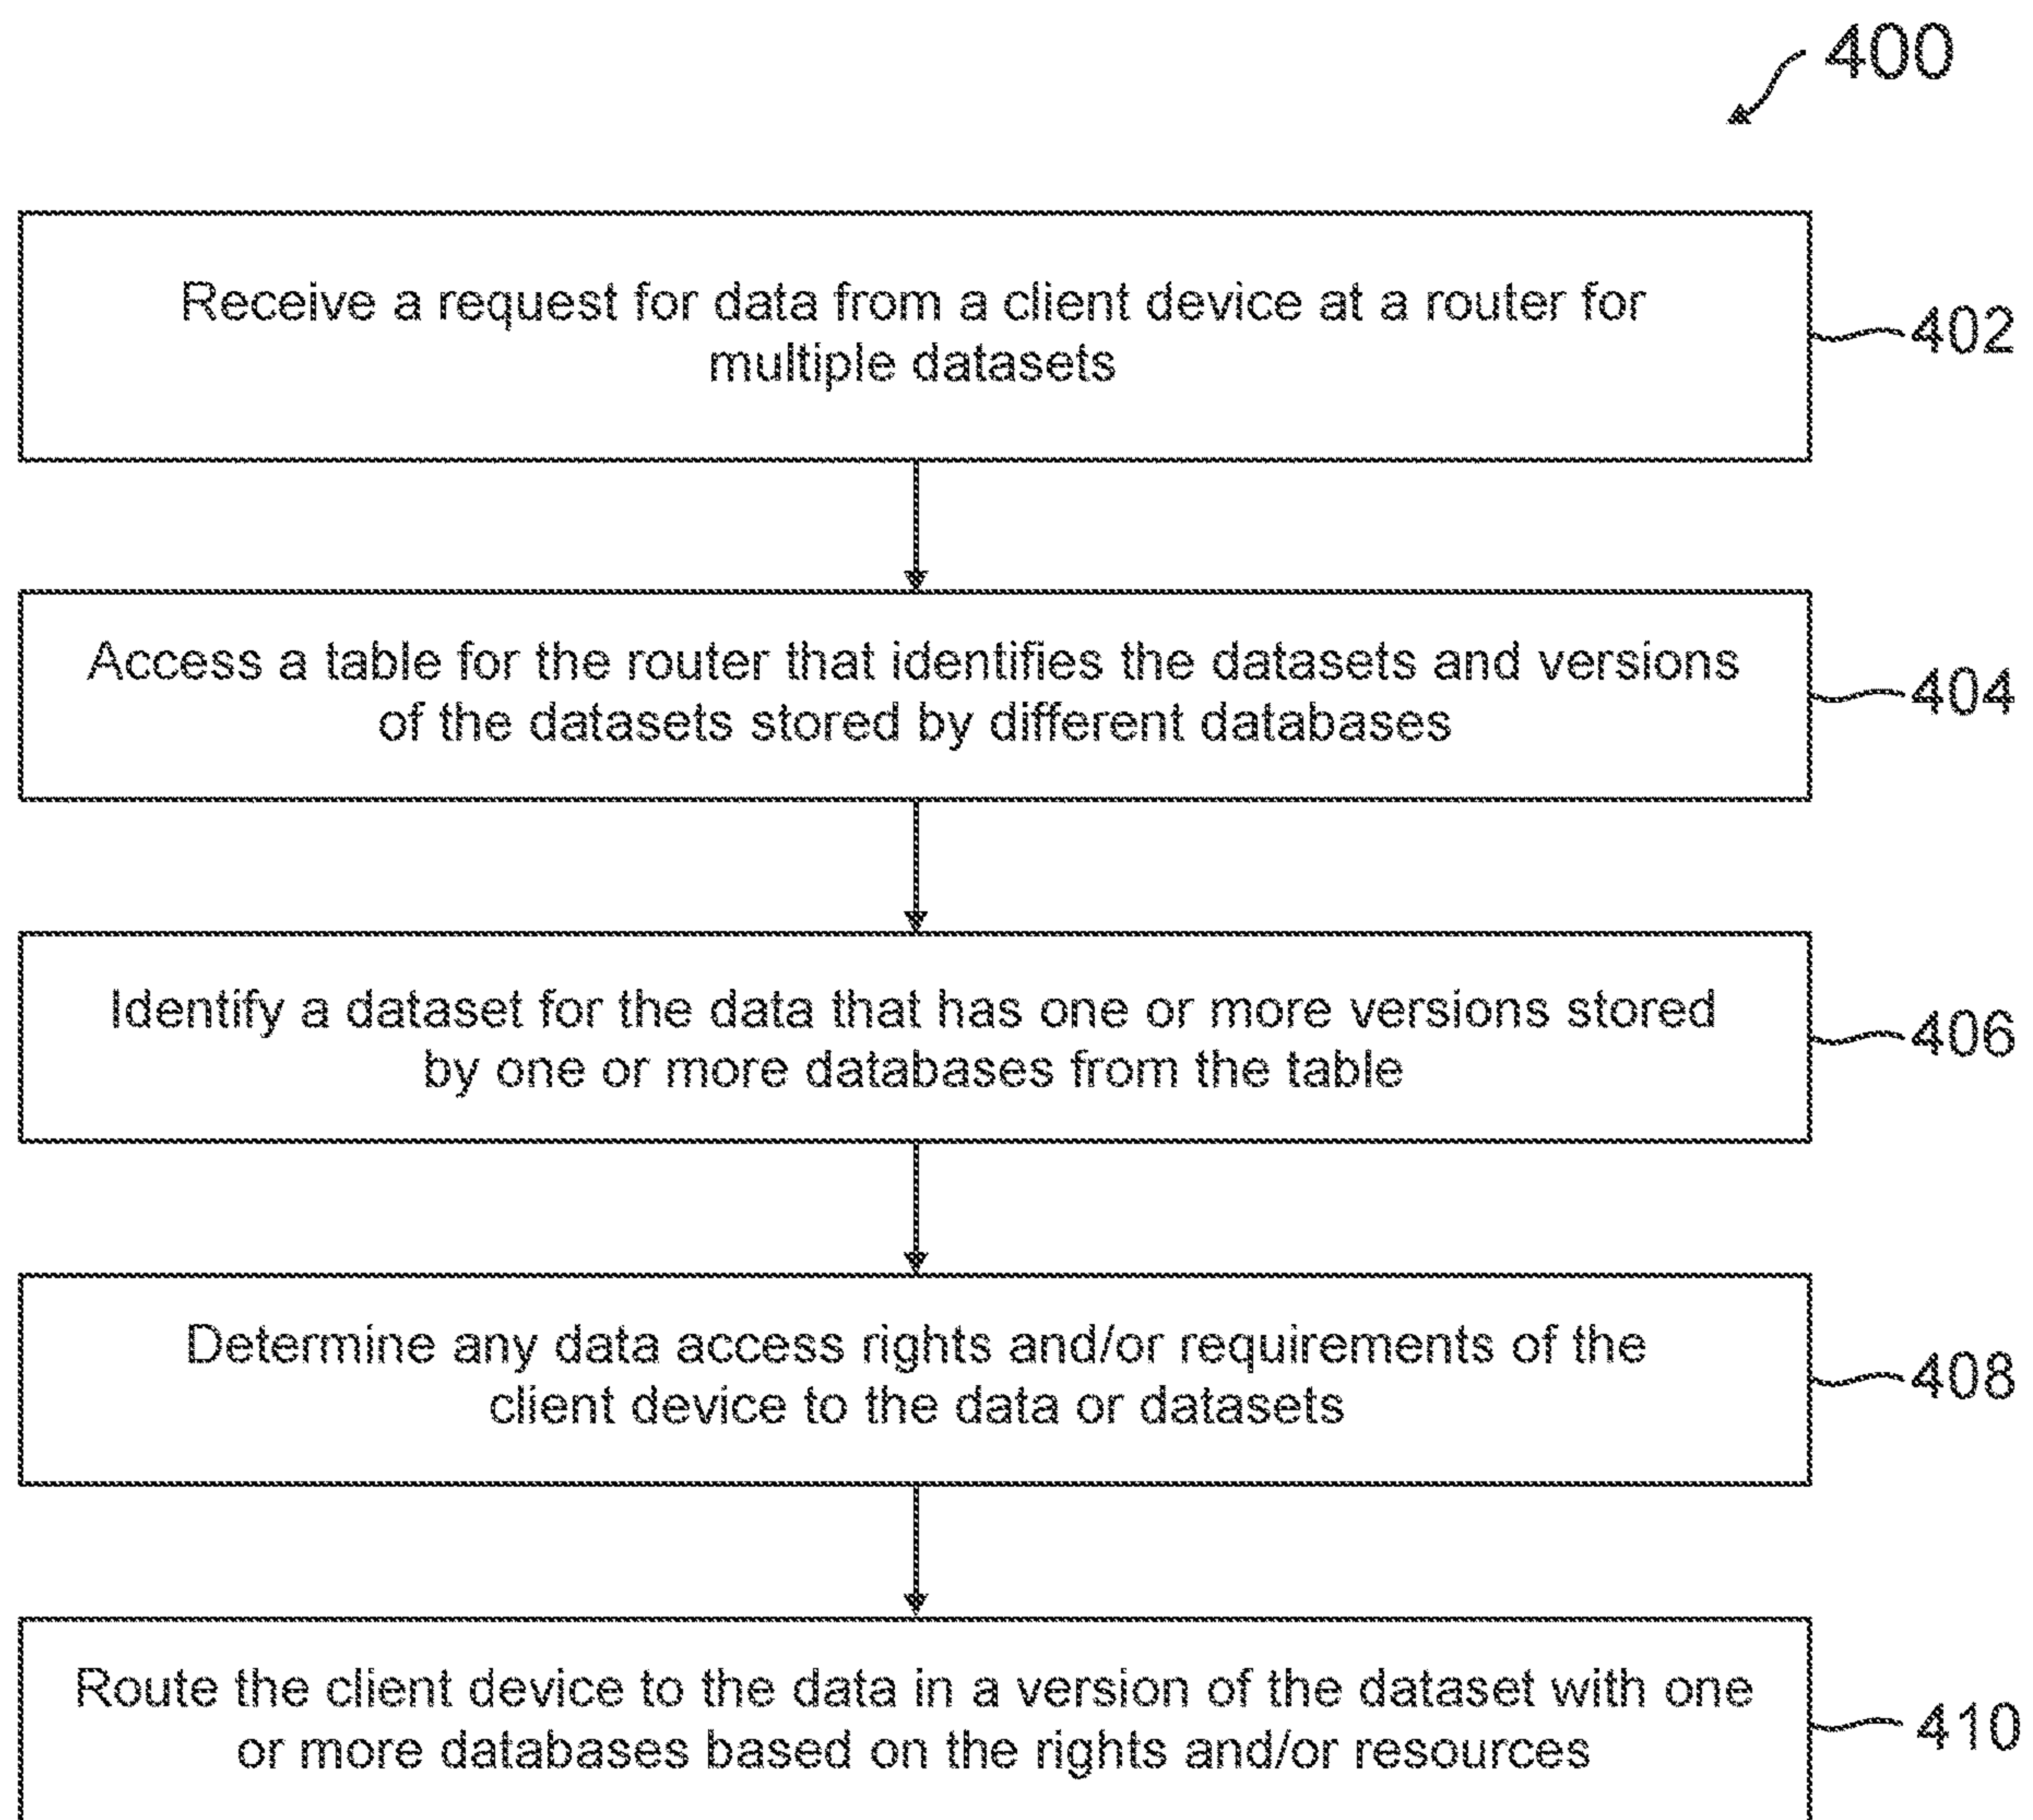 400
Receive a request for data from a client device at a router for
multiple datasets
402
Access a table for the router that identifies the datasets and versions
of the datasets stored by different databases
404
Identify a dataset for the data that has one or more versions stored
by one or more databases from the table
406
Determine any data access rights and/or requirements of the
client device to the data or datasets
408
Route the client device to the data in a version of the dataset with one
or more databases based on the rights and/or resources
410